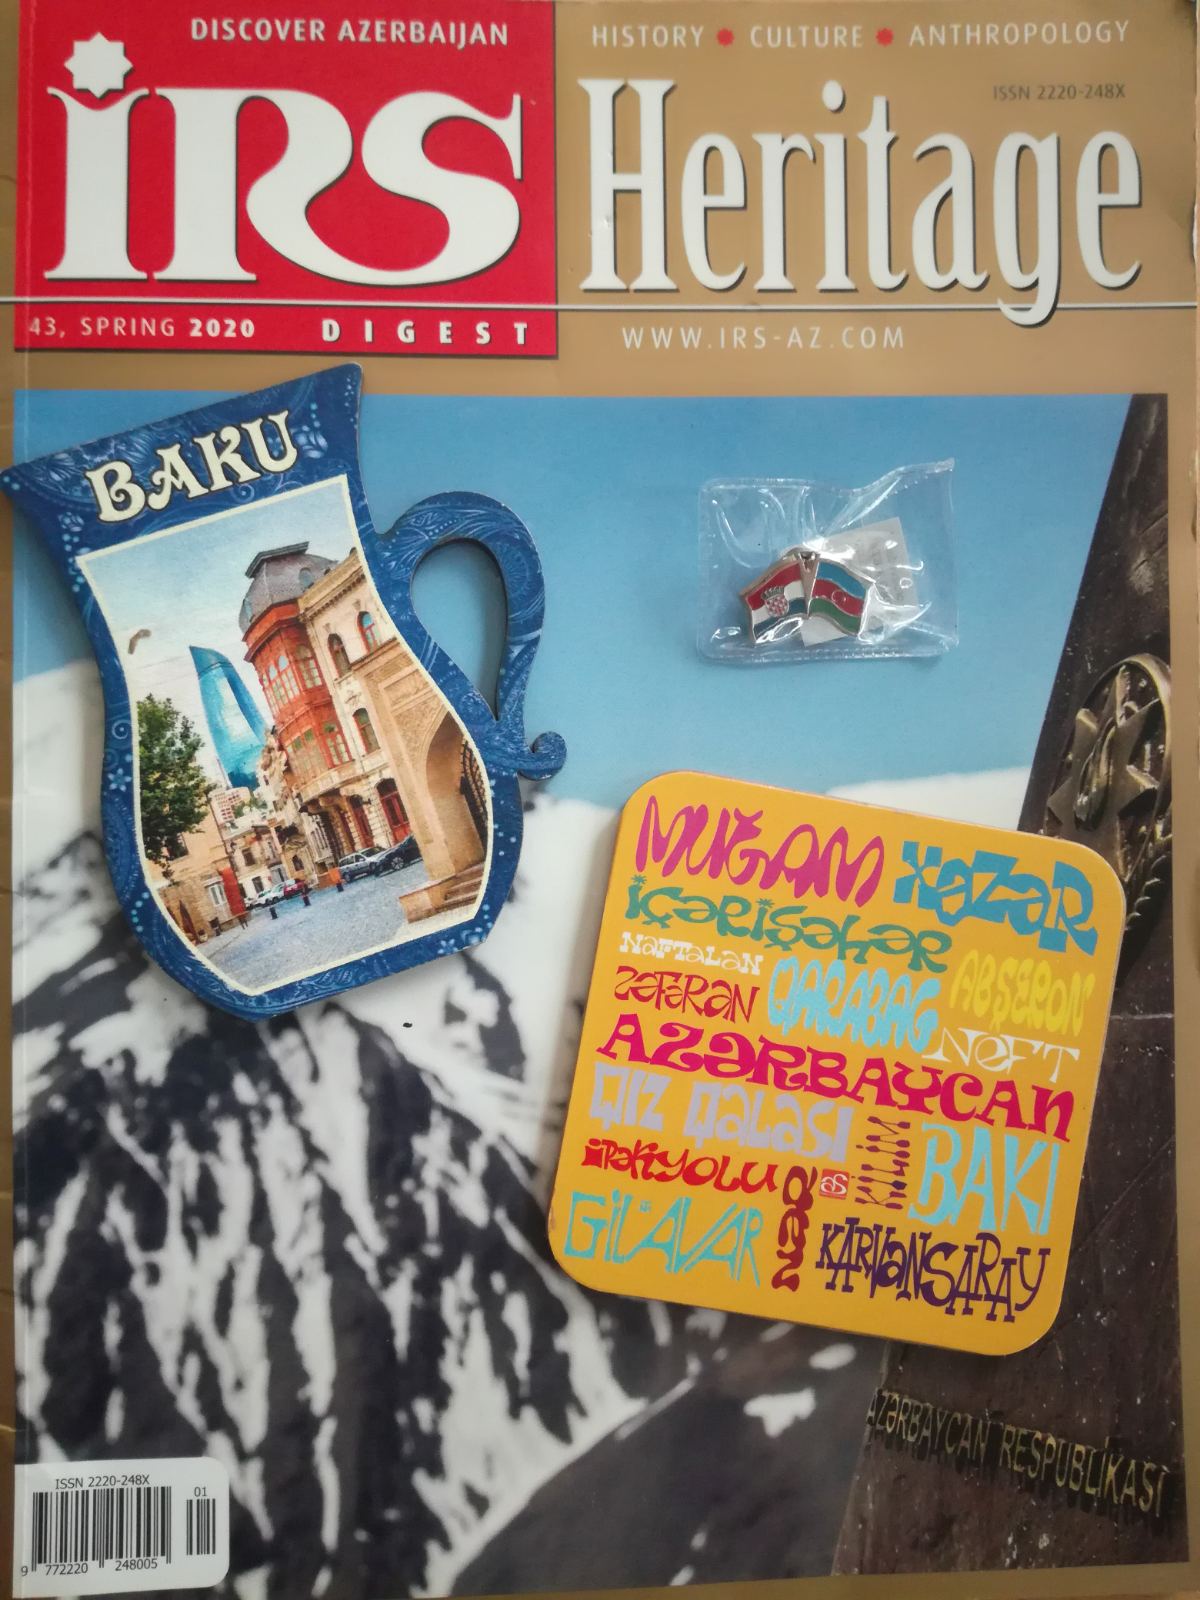 DISCOVER AZERBAIJAN
HISTORY CULTURE ANTHROPOLOGY
ISSN 2220-248X
iRS
Heritage
43, SPRING 2020
DIGEST
WWW.IRS-AZ.COM
BAKU
MUĞAM
XƏZƏR
İÇƏRİŞƏHƏR
NAFTALAN
ABŞERON
ZƏFƏRAN
QARABAĞ
NEFT
AZƏRBAYCAN
QIZ QALASI
KİLİM
BAKI
İPƏKYOLU
GİLAVAR
KARVANSARAY
AZƏRBAYCAN RESPUBLİKASİ
ISSN 2220-248X
01
9 772220 248005